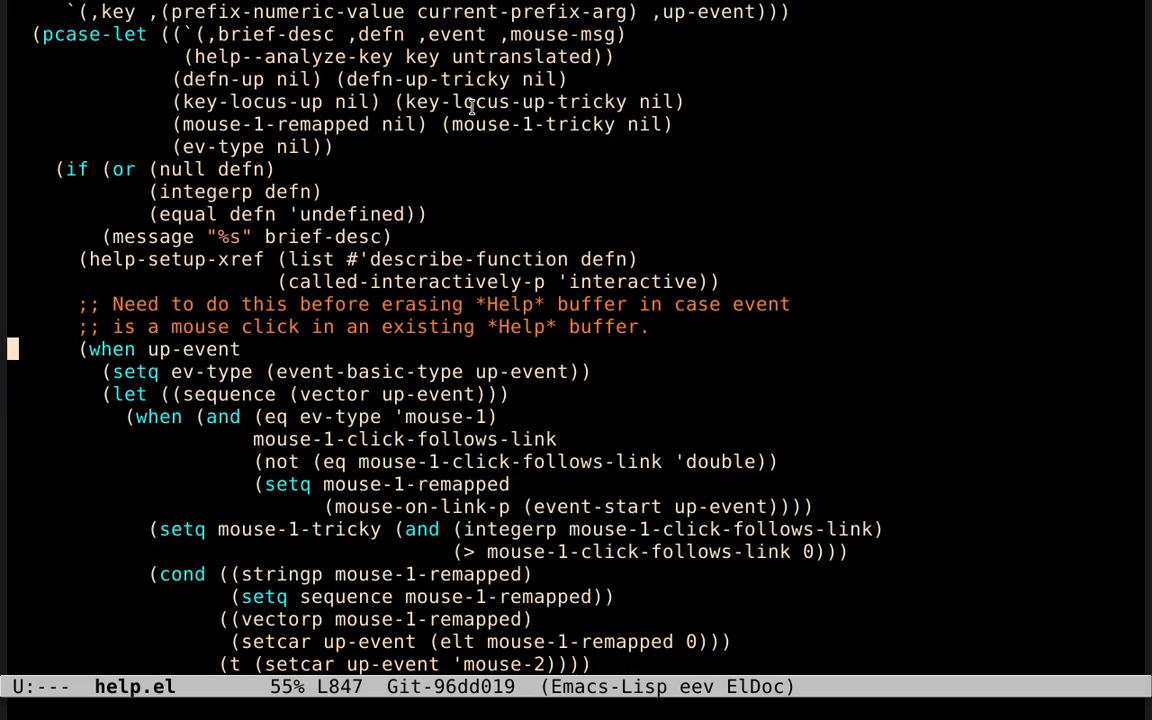 `(,key ,(prefix-numeric-value current-prefix-arg) ,up-event)))
(pcase-let ((`(,brief-desc ,defn ,event ,mouse-msg)
(help--analyze-key key untranslated))
(defn-up nil) (defn-up-tricky nil)
(key-locus-up nil) (key-locus-up-tricky nil)
(mouse-1-remapped nil) (mouse-1-tricky nil)
(ev-type nil))
(if (or (null defn)
(integerp defn)
(equal defn 'undefined))
(message "%s" brief-desc)
(help-setup-xref (list #'describe-function defn)
(called-interactively-p 'interactive))
;; Need to do this before erasing *Help* buffer in case event
;; is a mouse click in an existing *Help* buffer.
(when up-event
(setq ev-type (event-basic-type up-event))
(let ((sequence (vector up-event)))
(when (and (eq ev-type 'mouse-1)
mouse-1-click-follows-link
(not (eq mouse-1-click-follows-link 'double))
(setq mouse-1-remapped
(mouse-on-link-p (event-start up-event))))
(setq mouse-1-tricky (and (integerp mouse-1-click-follows-link)
(> mouse-1-click-follows-link 0)))
(cond ((stringp mouse-1-remapped)
(setq sequence mouse-1-remapped))
((vectorp mouse-1-remapped)
(setcar up-event (elt mouse-1-remapped 0)))
(t (setcar up-event 'mouse-2))))
U:--- help.el 55% L847 Git-96dd019 (Emacs-Lisp eev ElDoc)